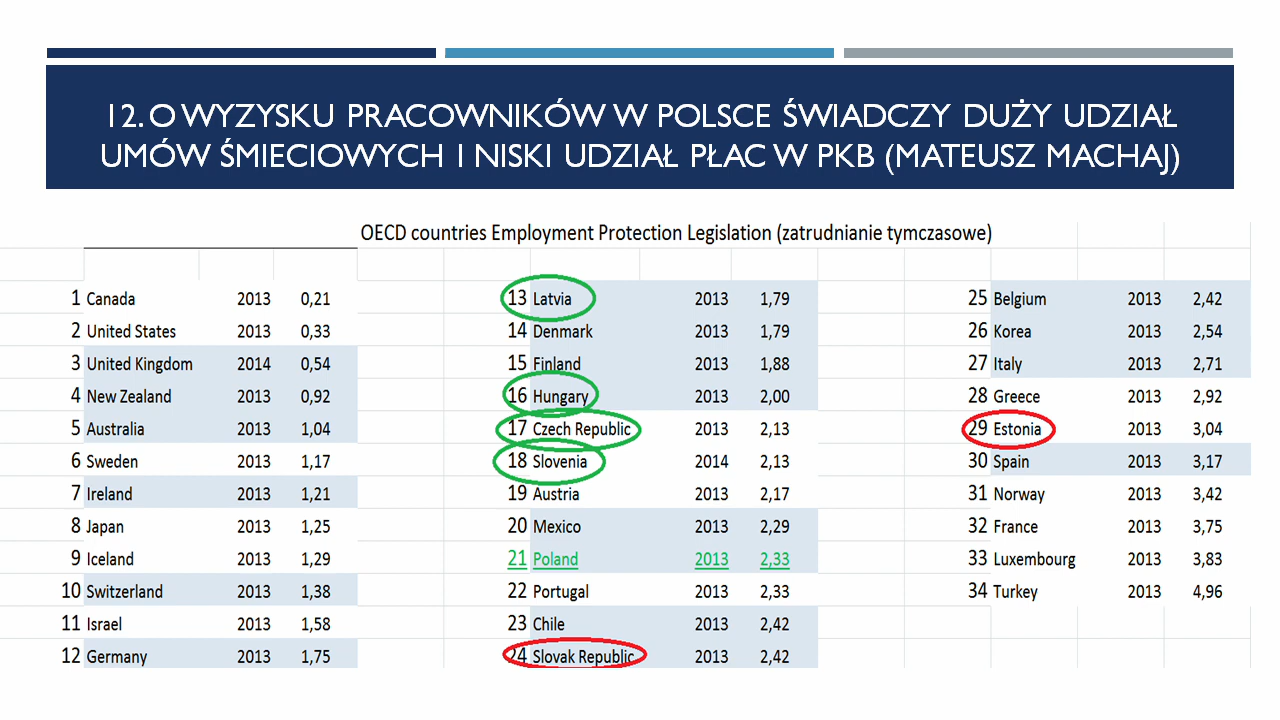 12. O WYZYSKU PRACOWNIKÓW W POLSCE ŚWIADCZY DUŻY UDZIAŁ
UMÓW ŚMIECIOWYCH I NISKI UDZIAŁ PŁAC W PKB (MATEUSZ MACHAJ)
OECD countries Employment Protection Legislation (zatrudnianie tymczasowe)
1 Canada 2013 0,21
2 United States 2013 0,33
3 United Kingdom 2014 0,54
4 New Zealand 2013 0,92
5 Australia 2013 1,04
6 Sweden 2013 1,17
7 Ireland 2013 1,21
8 Japan 2013 1,25
9 Iceland 2013 1,29
10 Switzerland 2013 1,38
11 Israel 2013 1,58
12 Germany 2013 1,75
13 Latvia 2013 1,79
14 Denmark 2013 1,79
15 Finland 2013 1,88
16 Hungary 2013 2,00
17 Czech Republic 2013 2,13
18 Slovenia 2014 2,13
19 Austria 2013 2,17
20 Mexico 2013 2,29
21 Poland 2013 2,33
22 Portugal 2013 2,33
23 Chile 2013 2,42
24 Slovak Republic 2013 2,42
25 Belgium 2013 2,42
26 Korea 2013 2,54
27 Italy 2013 2,71
28 Greece 2013 2,92
29 Estonia 2013 3,04
30 Spain 2013 3,17
31 Norway 2013 3,42
32 France 2013 3,75
33 Luxembourg 2013 3,83
34 Turkey 2013 4,96